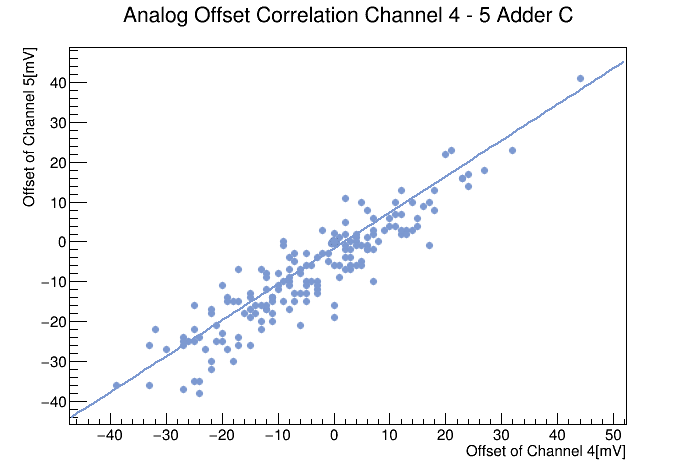 Analog Offset Correlation Channel 4 - 5 Adder C
Offset of Channel 5[mV]
40
30
20
10
0
−10
−20
−30
−40
−40 −30 −20 −10 0 10 20 30 40 50
Offset of Channel 4[mV]